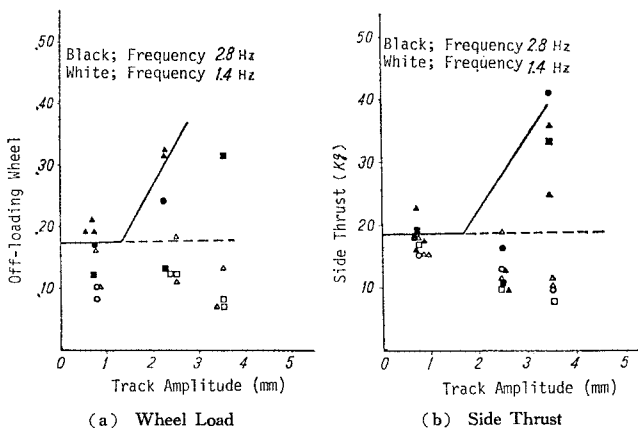 .50
Black; Frequency 2.8 Hz
White; Frequency 1.4 Hz
.40
.30
.20
.10
Off-loading Wheel
0 1 2 3 4 5
Track Amplitude (mm)
(a) Wheel Load
50
Black; Frequency 2.8 Hz
White; Frequency 1.4 Hz
40
30
20
10
Side Thrust (Kg)
0 1 2 3 4 5
Track Amplitude (mm)
(b) Side Thrust